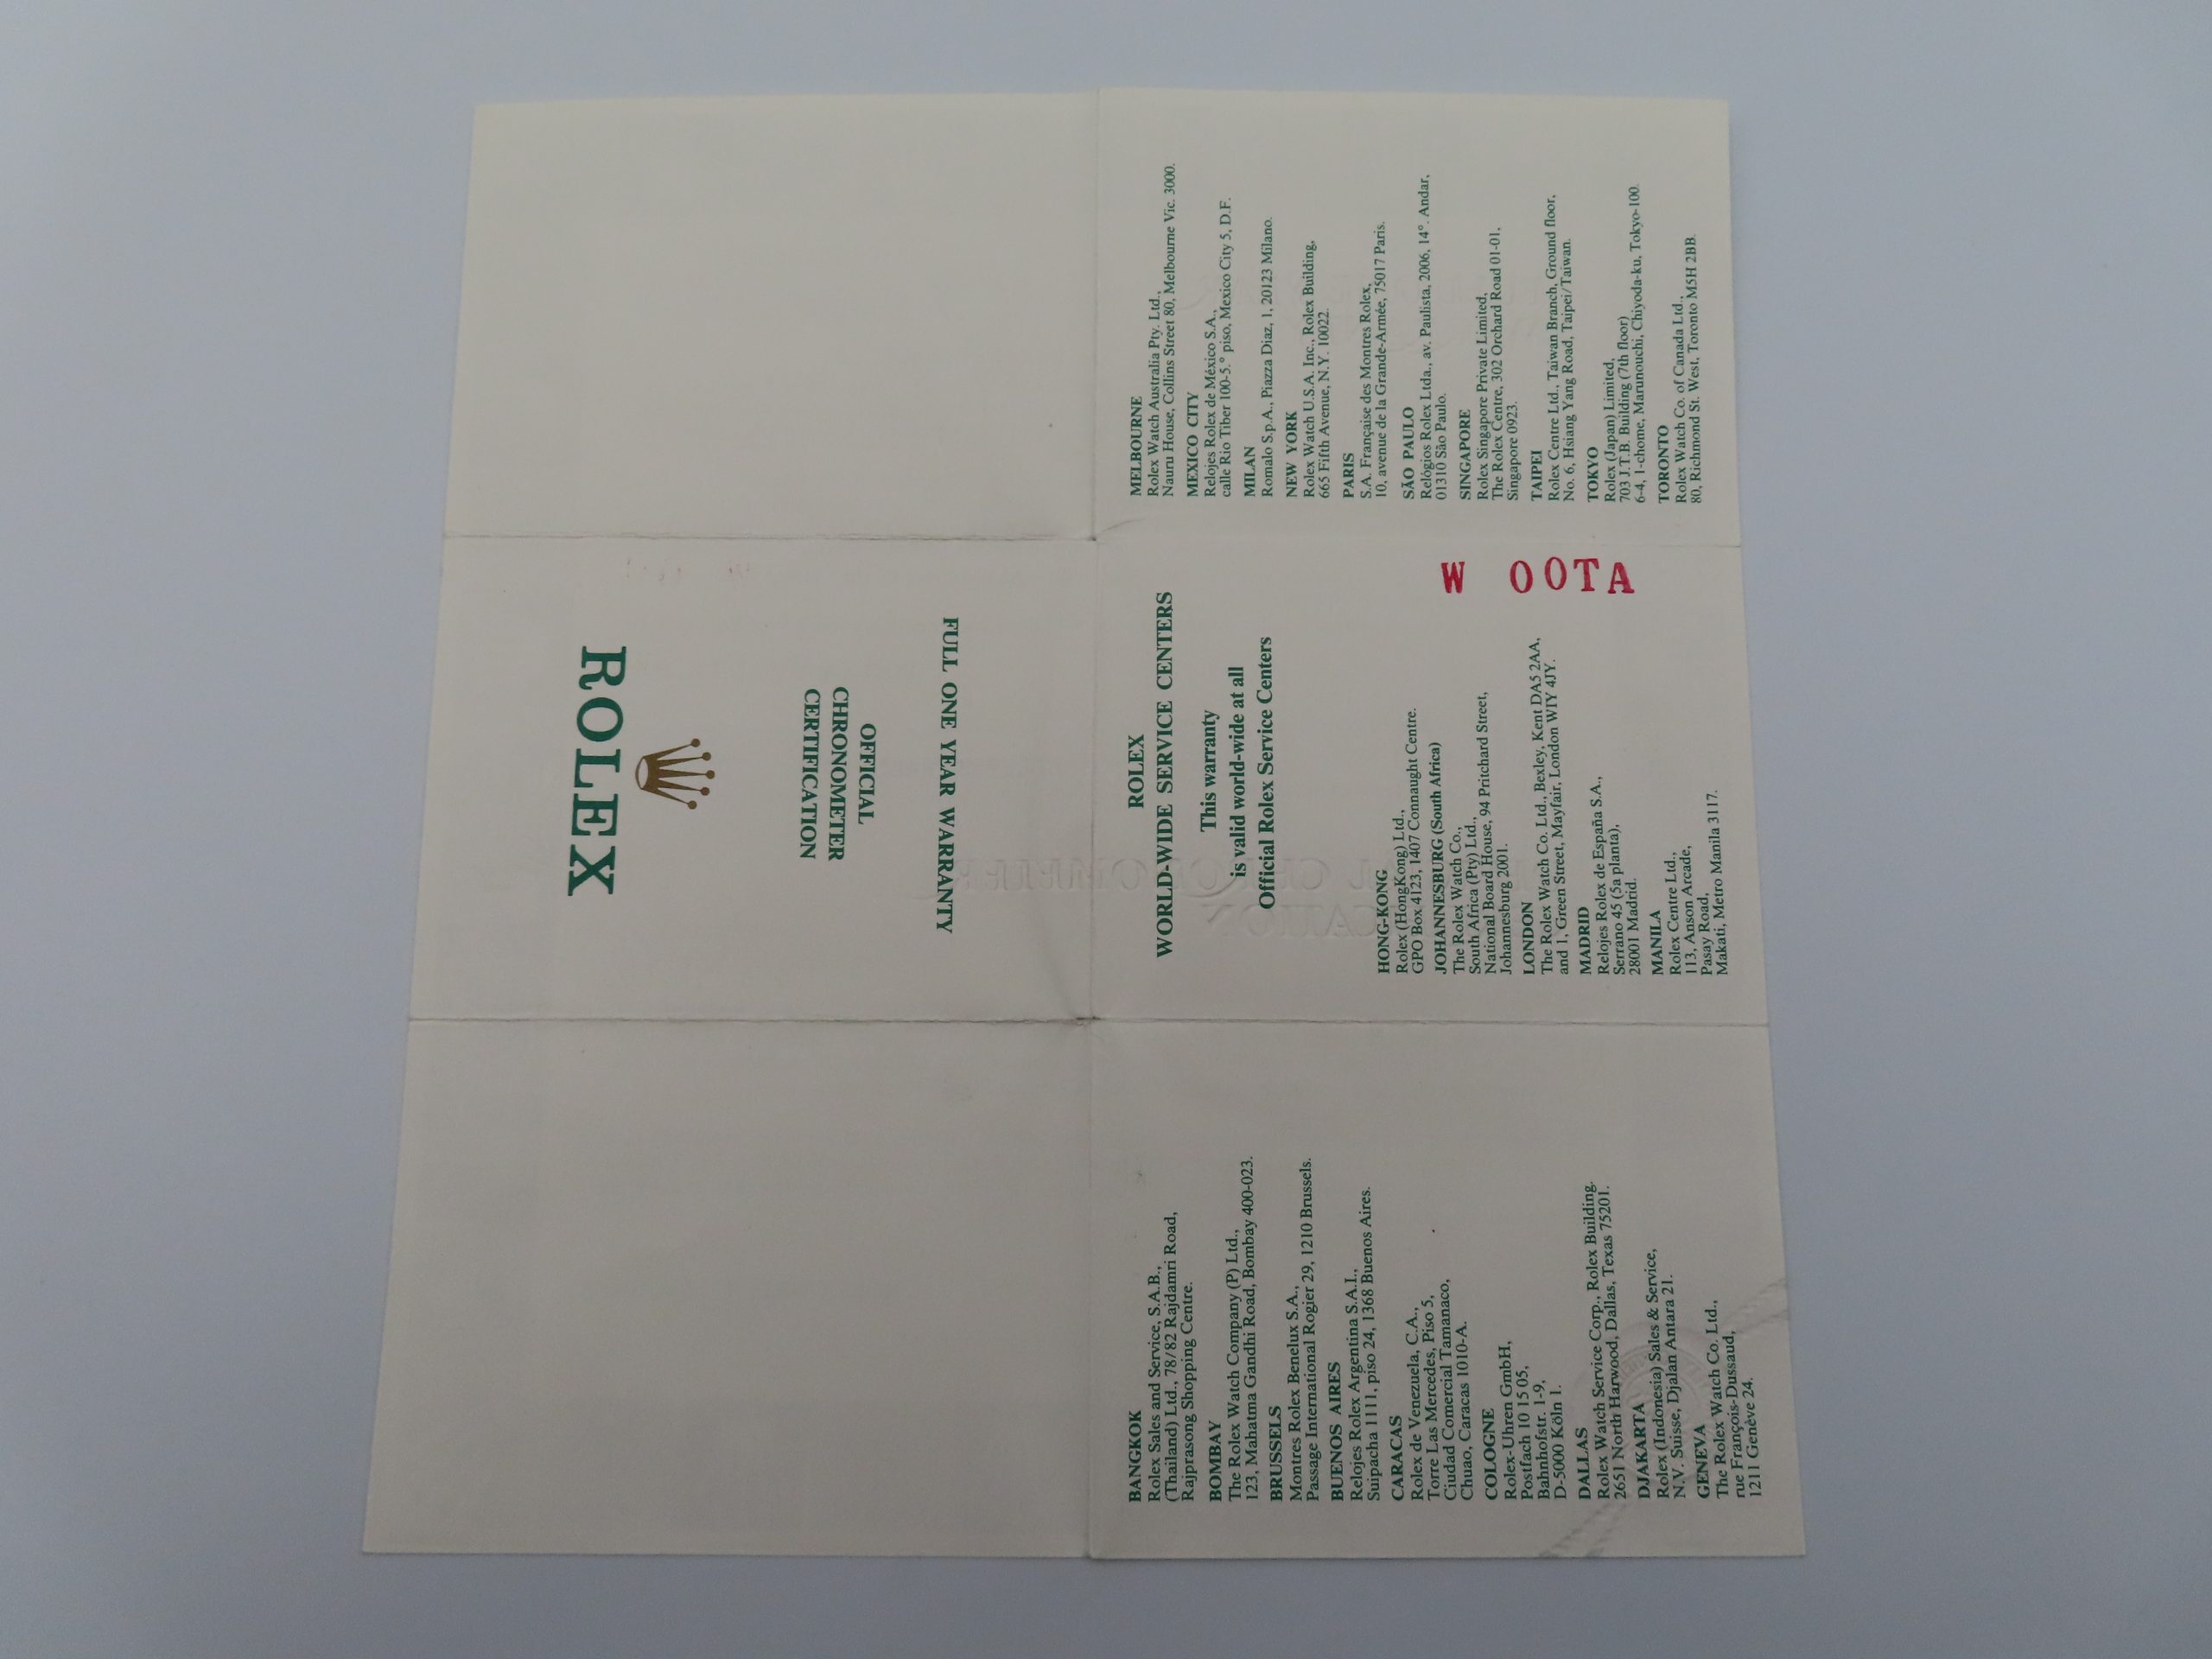 ROLEX
OFFICIAL
CHRONOMETER
CERTIFICATION
FULL ONE YEAR WARRANTY
ROLEX
WORLD-WIDE SERVICE CENTERS
This warranty
is valid world-wide at all
Official Rolex Service Centers
BANGKOK
Rolex Sales and Service, S.A.B.,
(Thailand) Ltd., 78/82 Rajdamri Road,
Rajprasong Shopping Centre.
BOMBAY
The Rolex Watch Company (P) Ltd.,
123, Mahatma Gandhi Road, Bombay 400-023.
BRUSSELS
Montres Rolex Benelux S.A.,
Passage International Rogier 29, 1210 Brussels.
BUENOS AIRES
Relojes Rolex Argentina S.A.I.,
Suipacha 1111, piso 24, 1368 Buenos Aires.
CARACAS
Rolex de Venezuela, C.A.,
Torre Las Mercedes, Piso 5,
Ciudad Comercial Tamanaco,
Chuao, Caracas 1010-A.
COLOGNE
Rolex-Uhren GmbH,
Postfach 10 15 05,
Bahnhofstr. 1-9,
D-5000 Köln 1.
DALLAS
Rolex Watch Service Corp., Rolex Building.
2651 North Harwood, Dallas, Texas 75201.
DJAKARTA
Rolex (Indonesia) Sales & Service,
N.V. Suisse, Djalan Antara 21.
GENEVA
The Rolex Watch Co. Ltd.,
rue François-Dussaud,
1211 Genève 24.
HONG-KONG
Rolex (HongKong) Ltd.,
GPO Box 4123, 1407 Connaught Centre.
JOHANNESBURG (South Africa)
The Rolex Watch Co.,
South Africa (Pty) Ltd.,
National Board House, 94 Pritchard Street,
Johannesburg 2001.
LONDON
The Rolex Watch Co. Ltd., Bexley, Kent DA5 2AA,
and 1, Green Street, Mayfair, London W1Y 4JY.
MADRID
Relojes Rolex de España S.A.,
Serrano 45 (5a planta),
28001 Madrid.
MANILA
Rolex Centre Ltd.,
113, Anson Arcade,
Pasay Road,
Makati, Metro Manila 3117.
W OOTA
MELBOURNE
Rolex Watch Australia Pty. Ltd.,
Nauru House, Collins Street 80, Melbourne Vic. 3000.
MEXICO CITY
Relojes Rolex de México S.A.,
calle Rio Tiber 100-5.° piso, Mexico City 5, D.F.
MILAN
Romalo S.p.A., Piazza Diaz, 1, 20123 Milano.
NEW YORK
Rolex Watch U.S.A. Inc., Rolex Building,
665 Fifth Avenue, N.Y. 10022.
PARIS
S.A. Française des Montres Rolex,
10, avenue de la Grande-Armée, 75017 Paris.
SÃO PAULO
Relógios Rolex Ltda., av. Paulista, 2006, 14°. Andar,
01310 São Paulo.
SINGAPORE
Rolex Singapore Private Limited,
The Rolex Centre, 302 Orchard Road 01-01,
Singapore 0923.
TAIPEI
Rolex Centre Ltd., Taiwan Branch, Ground floor,
No. 6, Hsiang Yang Road, Taipei/Taiwan.
TOKYO
Rolex (Japan) Limited,
703 J.T.B. Building (7th floor)
6-4, 1-chome, Marunouchi, Chiyoda-ku, Tokyo-100.
TORONTO
Rolex Watch Co. of Canada Ltd.,
80, Richmond St. West, Toronto M5H 2BB.